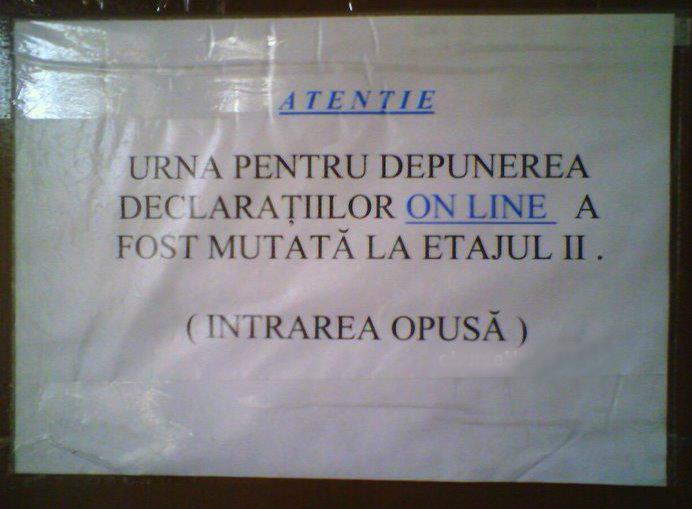 ATENȚIE
URNA PENTRU DEPUNEREA
DECLARAȚIILOR ON LINE A
FOST MUTATĂ LA ETAJUL II .
( INTRAREA OPUSĂ )